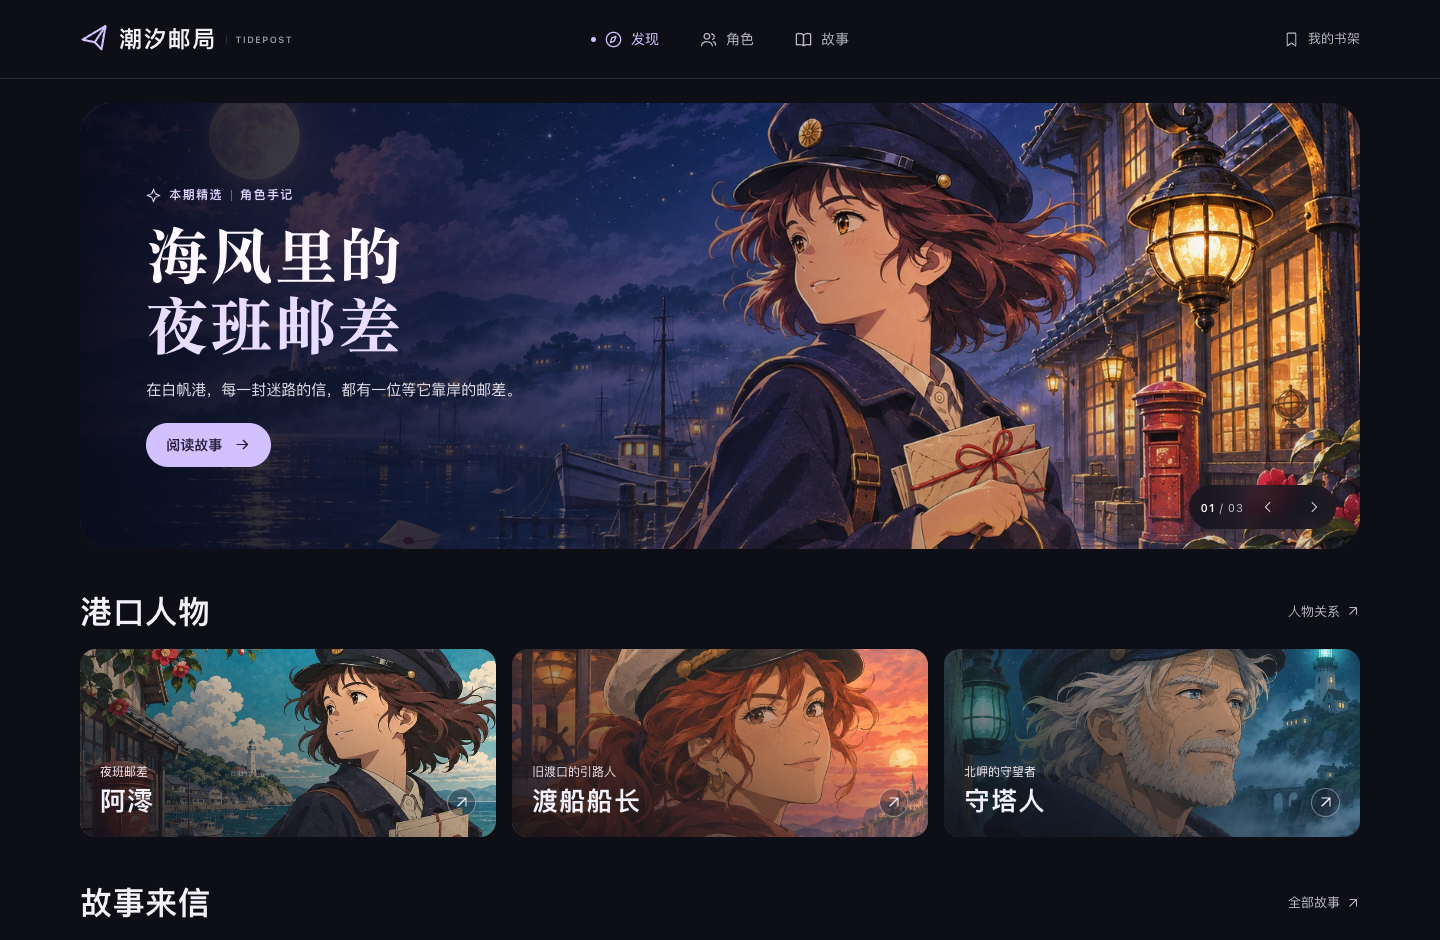 潮汐邮局 TIDEPOST
发现
角色
故事
我的书架
本期精选 角色手记
海风里的
夜班邮差
在白帆港，每一封迷路的信，都有一位等它靠岸的邮差。
阅读故事
01 / 03
港口人物
人物关系
夜班邮差
阿澪
旧渡口的引路人
渡船船长
北岬的守望者
守塔人
故事来信
全部故事